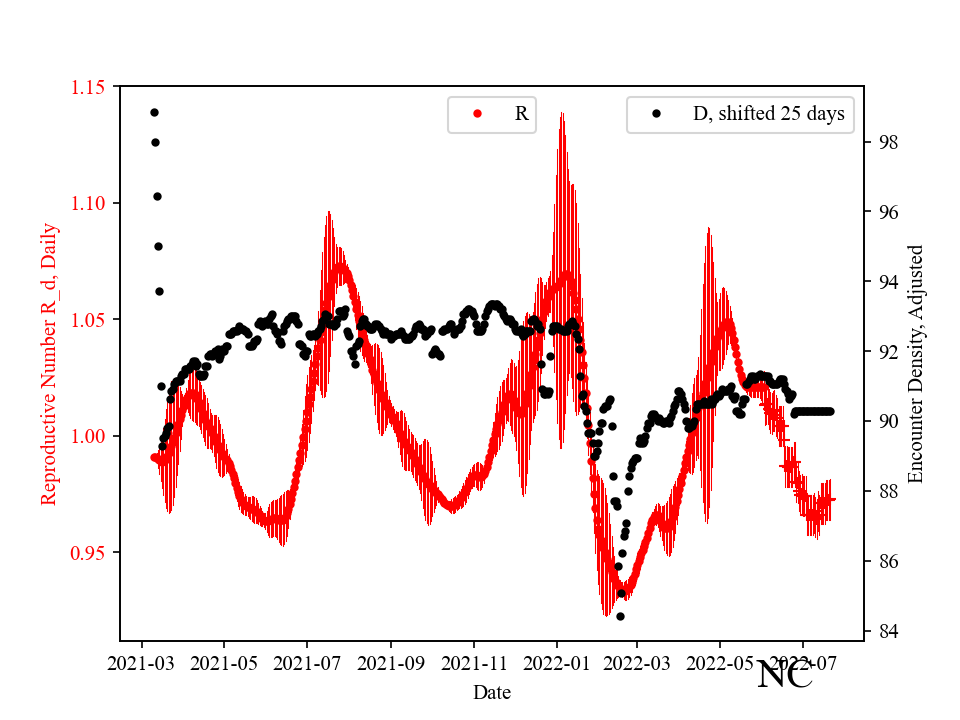 R
D, shifted 25 days
Reproductive Number R_d, Daily
1.15
1.10
1.05
1.00
0.95
98
96
94
92
90
88
86
84
Encounter Density, Adjusted
2021-03 2021-05 2021-07 2021-09 2021-11 2022-01 2022-03 2022-05 2022-07
Date
NC